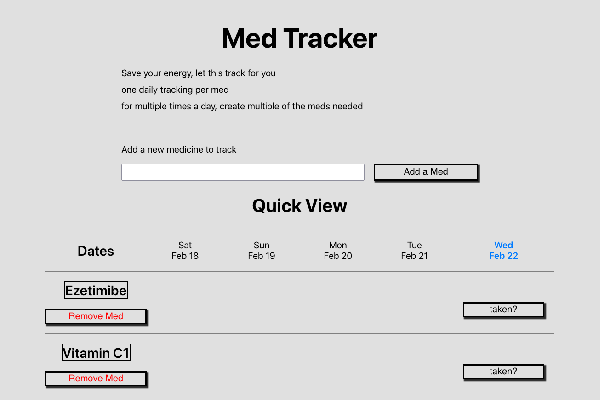 Med Tracker
Save your energy, let this track for you
one daily tracking per med
for multiple times a day, create multiple of the meds needed
Add a new medicine to track
Add a Med
Quick View
Dates
Sat
Feb 18
Sun
Feb 19
Mon
Feb 20
Tue
Feb 21
Wed
Feb 22
Ezetimibe
Remove Med
taken?
Vitamin C1
Remove Med
taken?